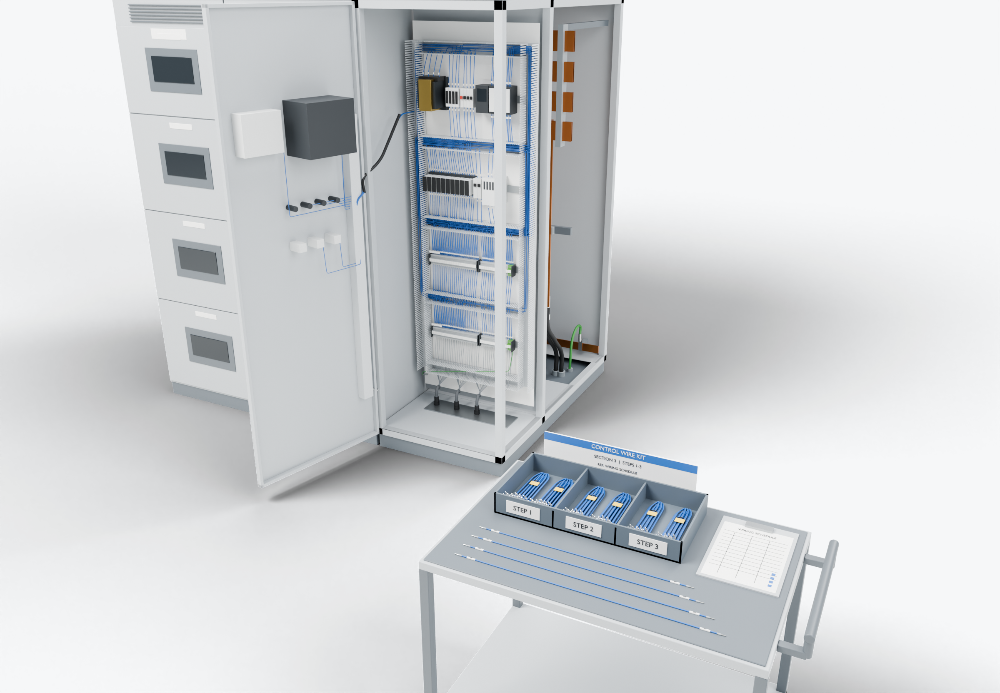 CONTROL WIRE KIT
SECTION 3 | STEPS 1-3
REF. WIRING SCHEDULE
STEP 1
STEP 2
STEP 3
WIRING SCHEDULE